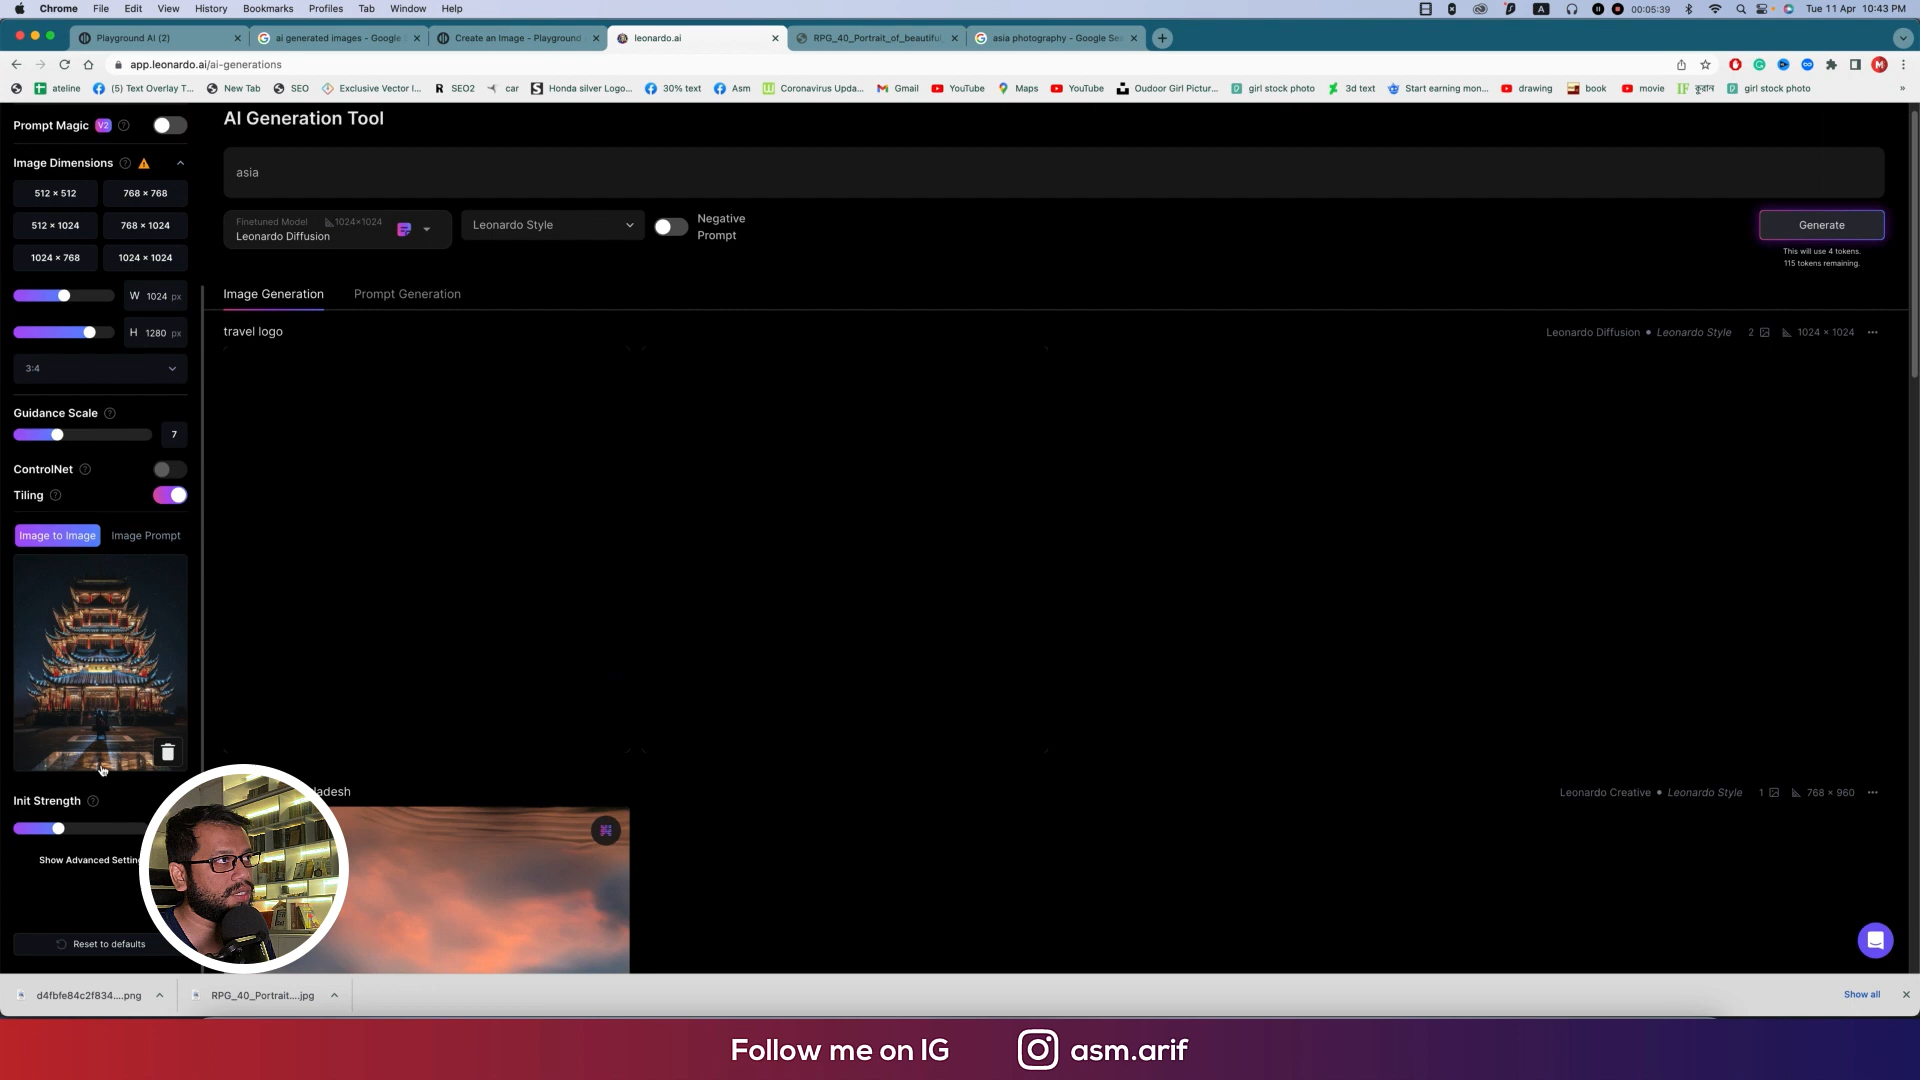 Chrome File Edit View History Bookmarks Profiles Tab Window Help
A 00:05:39 Tue 11 Apr 10:43 PM
Playground AI (2)
ai generated images - Google
Create an Image - Playground
leonardo.ai
RPG_40_Portrait_of_beautiful
asia photography - Google Se
app.leonardo.ai/ai-generations
M
ateline
(5) Text Overlay T...
New Tab
SEO
Exclusive Vector I...
SEO2
car
Honda silver Logo...
30% text
Asm
Coronavirus Upda...
Gmail
YouTube
Maps
YouTube
Oudoor Girl Pictur...
girl stock photo
3d text
Start earning mon...
drawing
book
movie
কুরআন
girl stock photo
»
Prompt Magic V2
Image Dimensions
512 × 512 768 × 768
512 × 1024 768 × 1024
1024 × 768 1024 × 1024
W 1024 px
H 1280 px
3:4
Guidance Scale
7
ControlNet
Tiling
Image to Image Image Prompt
Init Strength
Show Advanced Settin
Reset to defaults
AI Generation Tool
asia
Finetuned Model 1024×1024
Leonardo Diffusion
Leonardo Style
Negative
Prompt
Generate
This will use 4 tokens.
115 tokens remaining.
Image Generation Prompt Generation
travel logo
Leonardo Diffusion • Leonardo Style 2 1024 × 1024
ladesh
Leonardo Creative • Leonardo Style 1 768 × 960
d4fbfe84c2f834....png
RPG_40_Portrait....jpg
Show all
Follow me on IG asm.arif